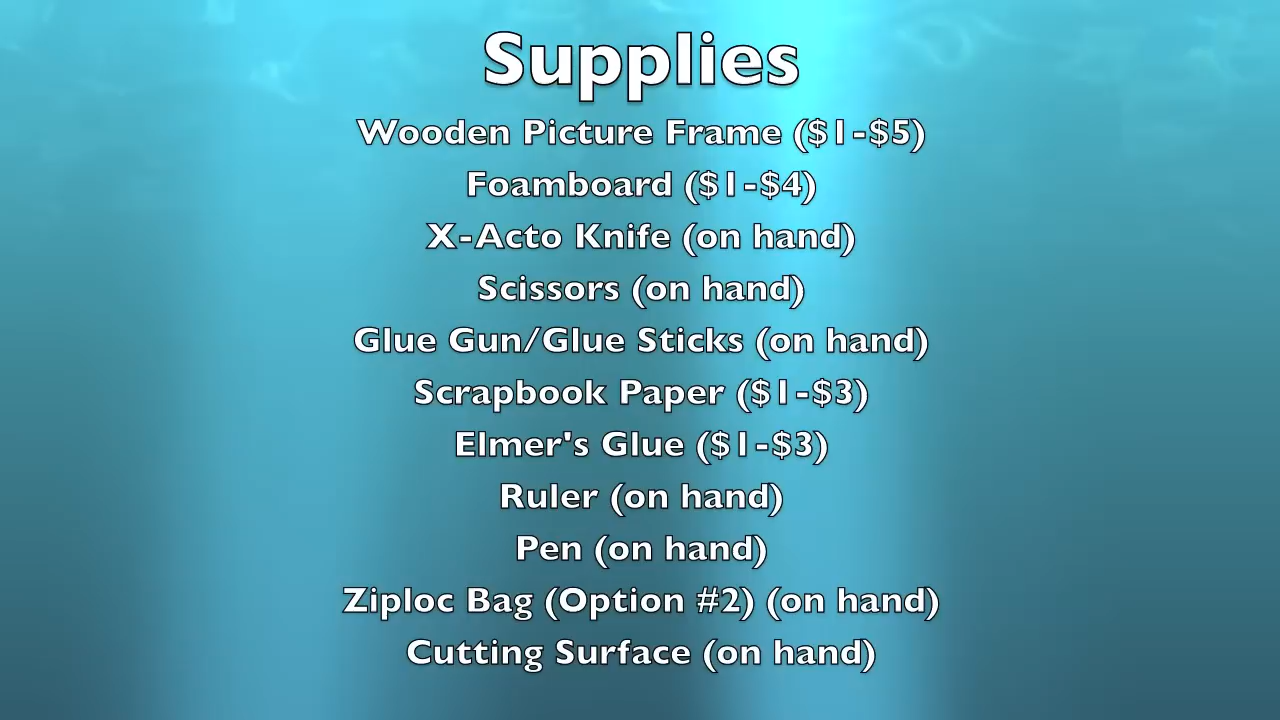 Supplies
Wooden Picture Frame ($1-$5)
Foamboard ($1-$4)
X-Acto Knife (on hand)
Scissors (on hand)
Glue Gun/Glue Sticks (on hand)
Scrapbook Paper ($1-$3)
Elmer's Glue ($1-$3)
Ruler (on hand)
Pen (on hand)
Ziploc Bag (Option #2) (on hand)
Cutting Surface (on hand)